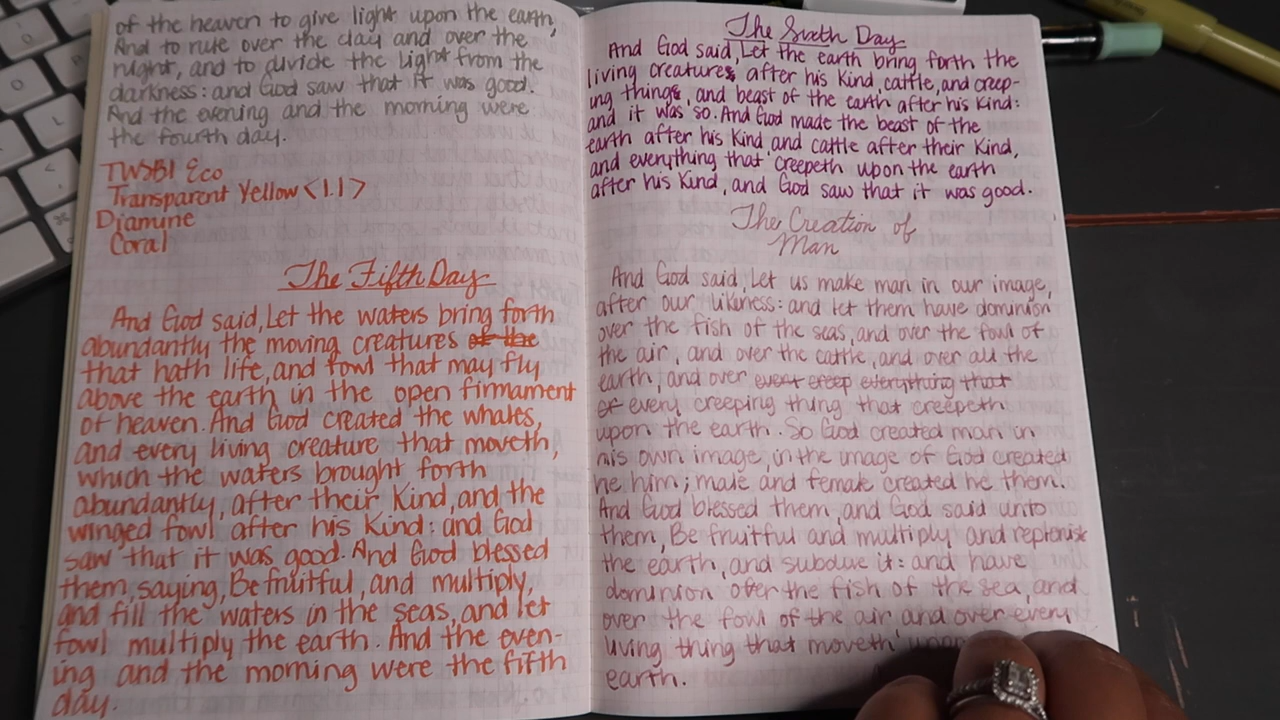 of the heaven to give light upon the earth,
And to rule over the day and over the
night, and to divide the light from the
darkness: and God saw that it was good.
And the evening and the morning were
the fourth day.
TWSBI Eco
Transparent Yellow <1.1>
Diamine
Coral
The Fifth Day
And God said, Let the waters bring forth
abundantly the moving creatures of the
that hath life, and fowl that may fly
above the earth in the open firmament
of heaven. And God created the whales,
and every living creature that moveth,
which the waters brought forth
abundantly, after their Kind, and the
winged fowl after his Kind: and God
saw that it was good. And God blessed
them, saying, Be fruitful, and multiply,
and fill the waters in the seas, and let
fowl multiply the earth. And the even-
ing and the morning were the fifth
day.
The Sixth Day
And God said, Let the earth bring forth the
living creatures after his Kind, cattle, and creep-
ing things, and beast of the earth after his Kind:
and it was so. And God made the beast of the
earth after his Kind and cattle after their Kind,
and everything that creepeth upon the earth
after his Kind, and God saw that it was good.
The Creation of
Man
And God said, Let us make man in our image,
after our likeness: and let them have dominion
over the fish of the seas, and over the fowl of
the air, and over the cattle, and over all the
earth, and over event creep everything that
of every creeping thing that creepeth
upon the earth. So God created man in
his own image, in the image of God created
he him; male and female created he them.
And God blessed them, and God said unto
them, Be fruitful and multiply and replenish
the earth, and subdue it: and have
dominion over the fish of the sea, and
over the fowl of the air and over every
living thing that moveth upon
earth.